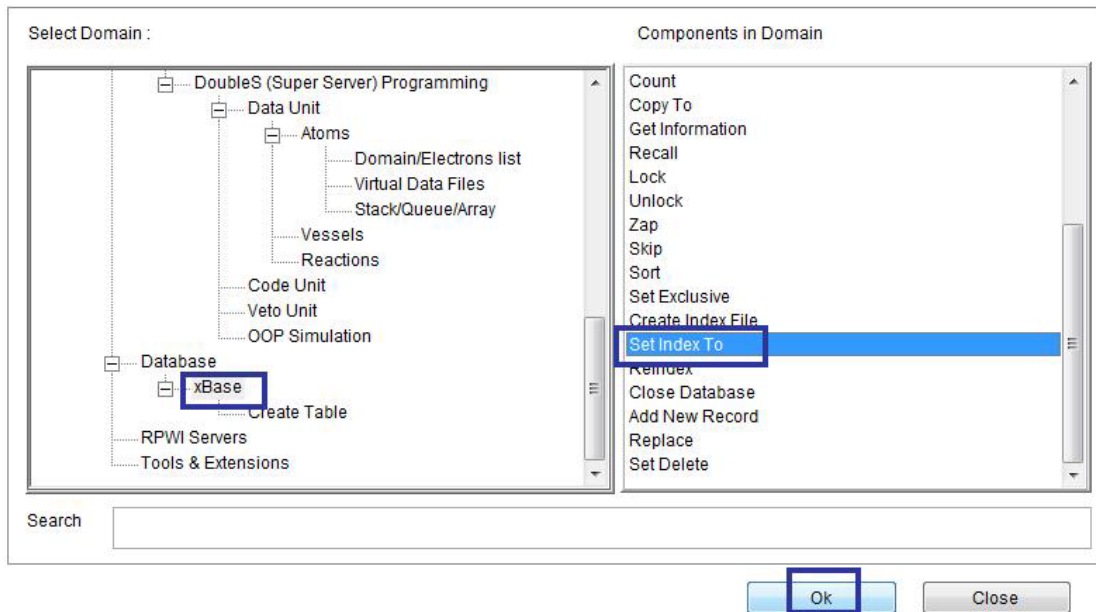 Select Domain :
DoubleS (Super Server) Programming
Data Unit
Atoms
Domain/Electrons list
Virtual Data Files
Stack/Queue/Array
Vessels
Reactions
Code Unit
Veto Unit
OOP Simulation
Database
xBase
Create Table
RPWI Servers
Tools & Extensions
Components in Domain
Count
Copy To
Get Information
Recall
Lock
Unlock
Zap
Skip
Sort
Set Exclusive
Create Index File
Set Index To
Reindex
Close Database
Add New Record
Replace
Set Delete
Search
Ok
Close